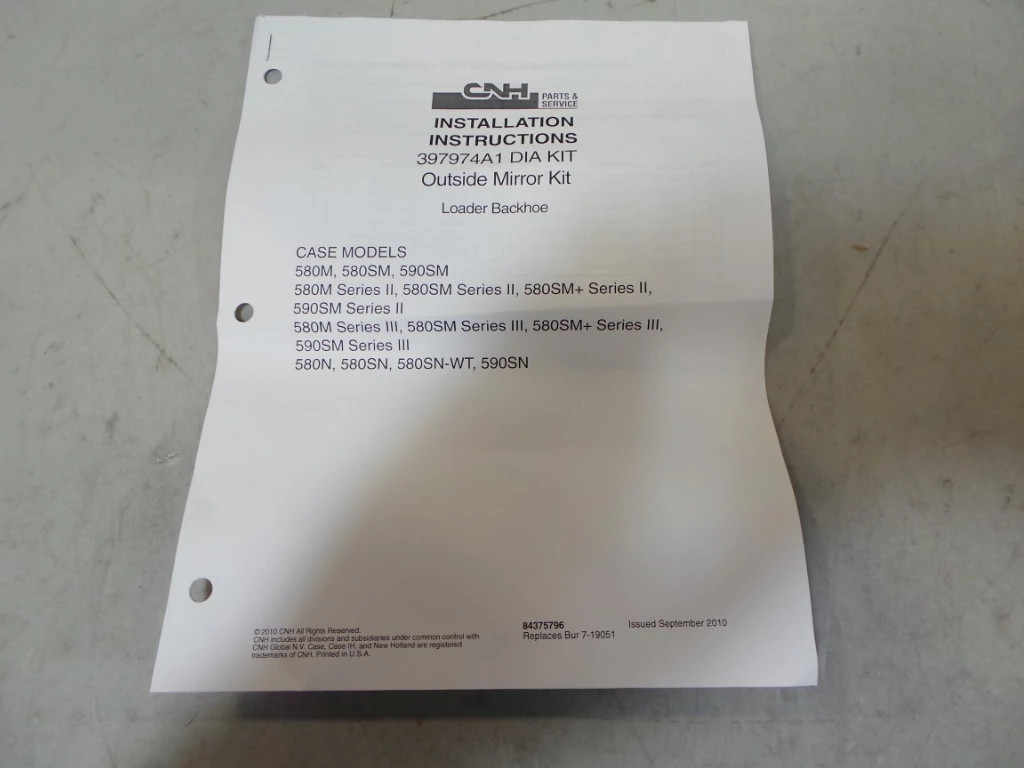 CNH PARTS &
SERVICE
INSTALLATION
INSTRUCTIONS
397974A1 DIA KIT
Outside Mirror Kit
Loader Backhoe
CASE MODELS
580M, 580SM, 590SM
580M Series II, 580SM Series II, 580SM+ Series II,
590SM Series II
580M Series III, 580SM Series III, 580SM+ Series III,
590SM Series III
580N, 580SN, 580SN-WT, 590SN
© 2010 CNH All Rights Reserved.
CNH includes all divisions and subsidiaries under common control with
CNH Global N.V. Case, Case IH, and New Holland are registered
trademarks of CNH. Printed in U.S.A.
84375796
Replaces Bur 7-19051
Issued September 2010